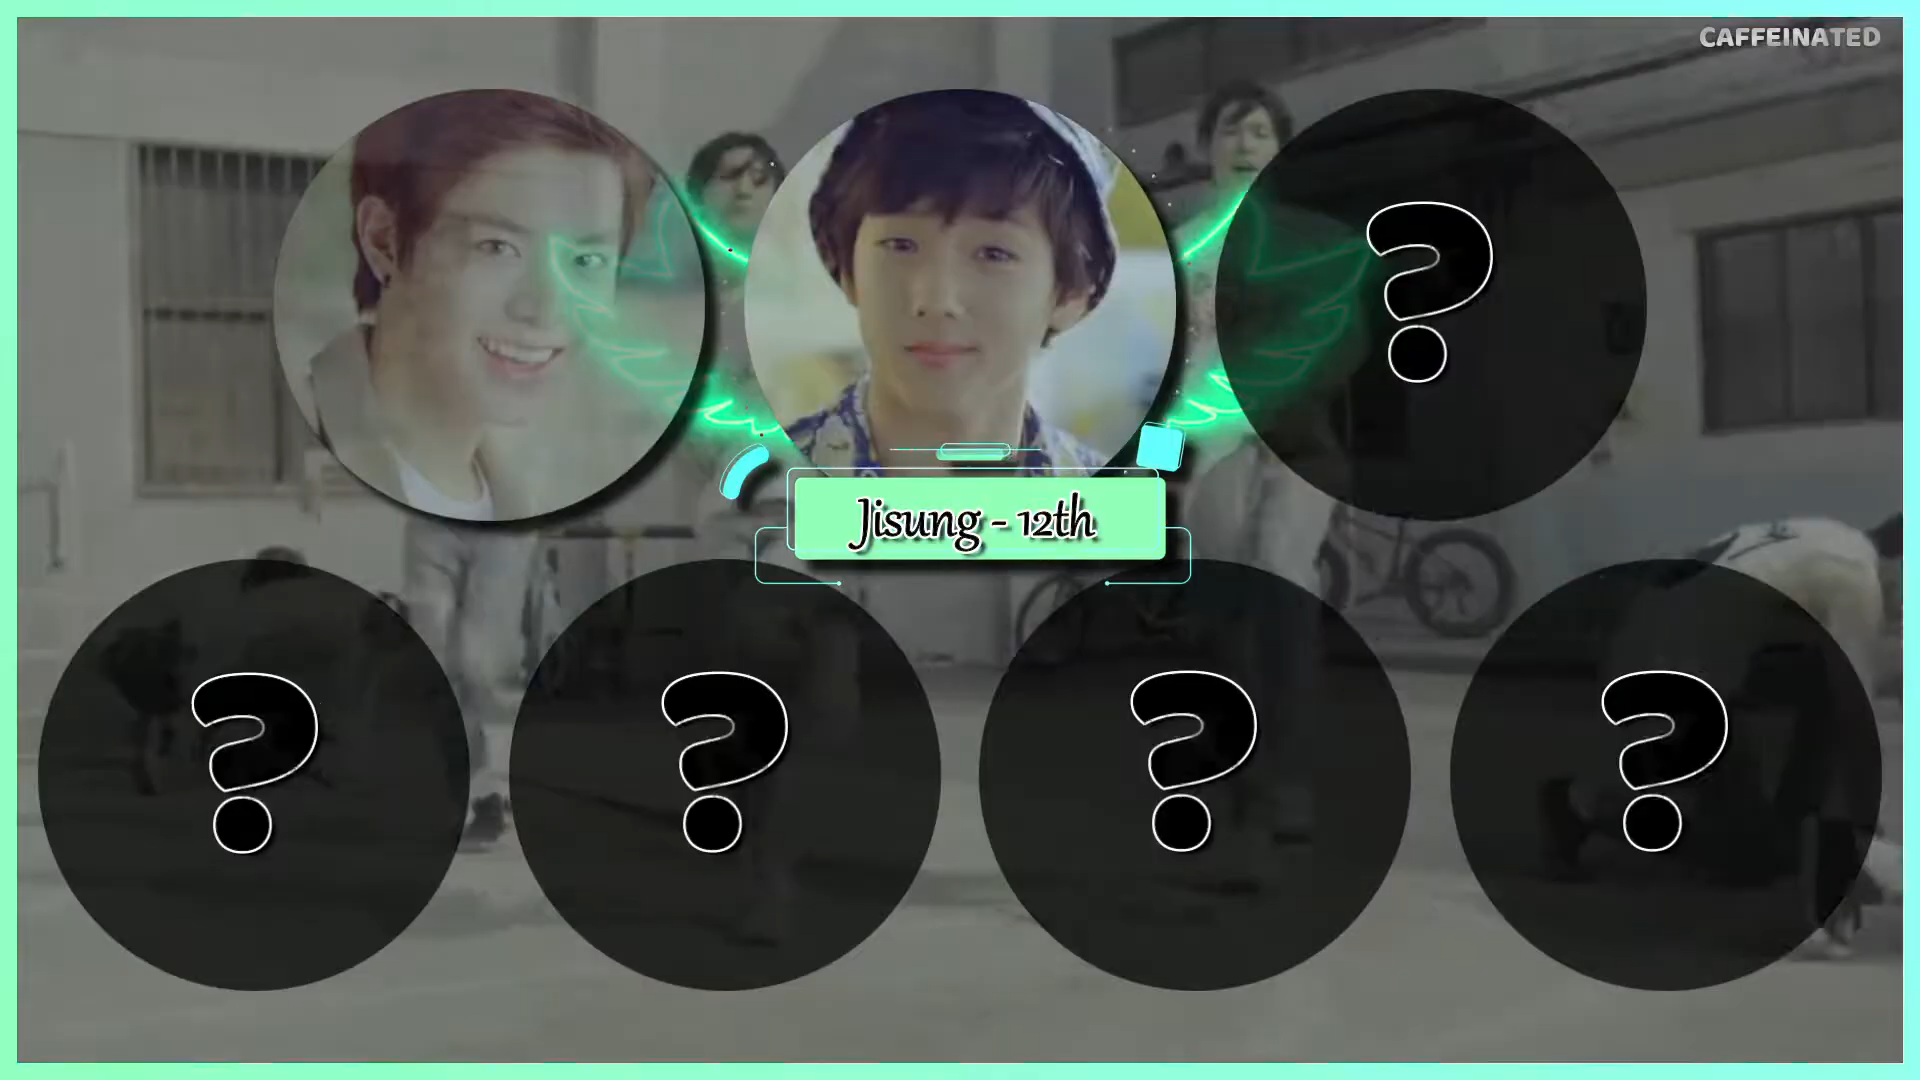 CAFFEINATED
?
Jisung - 12th
? ? ? ?